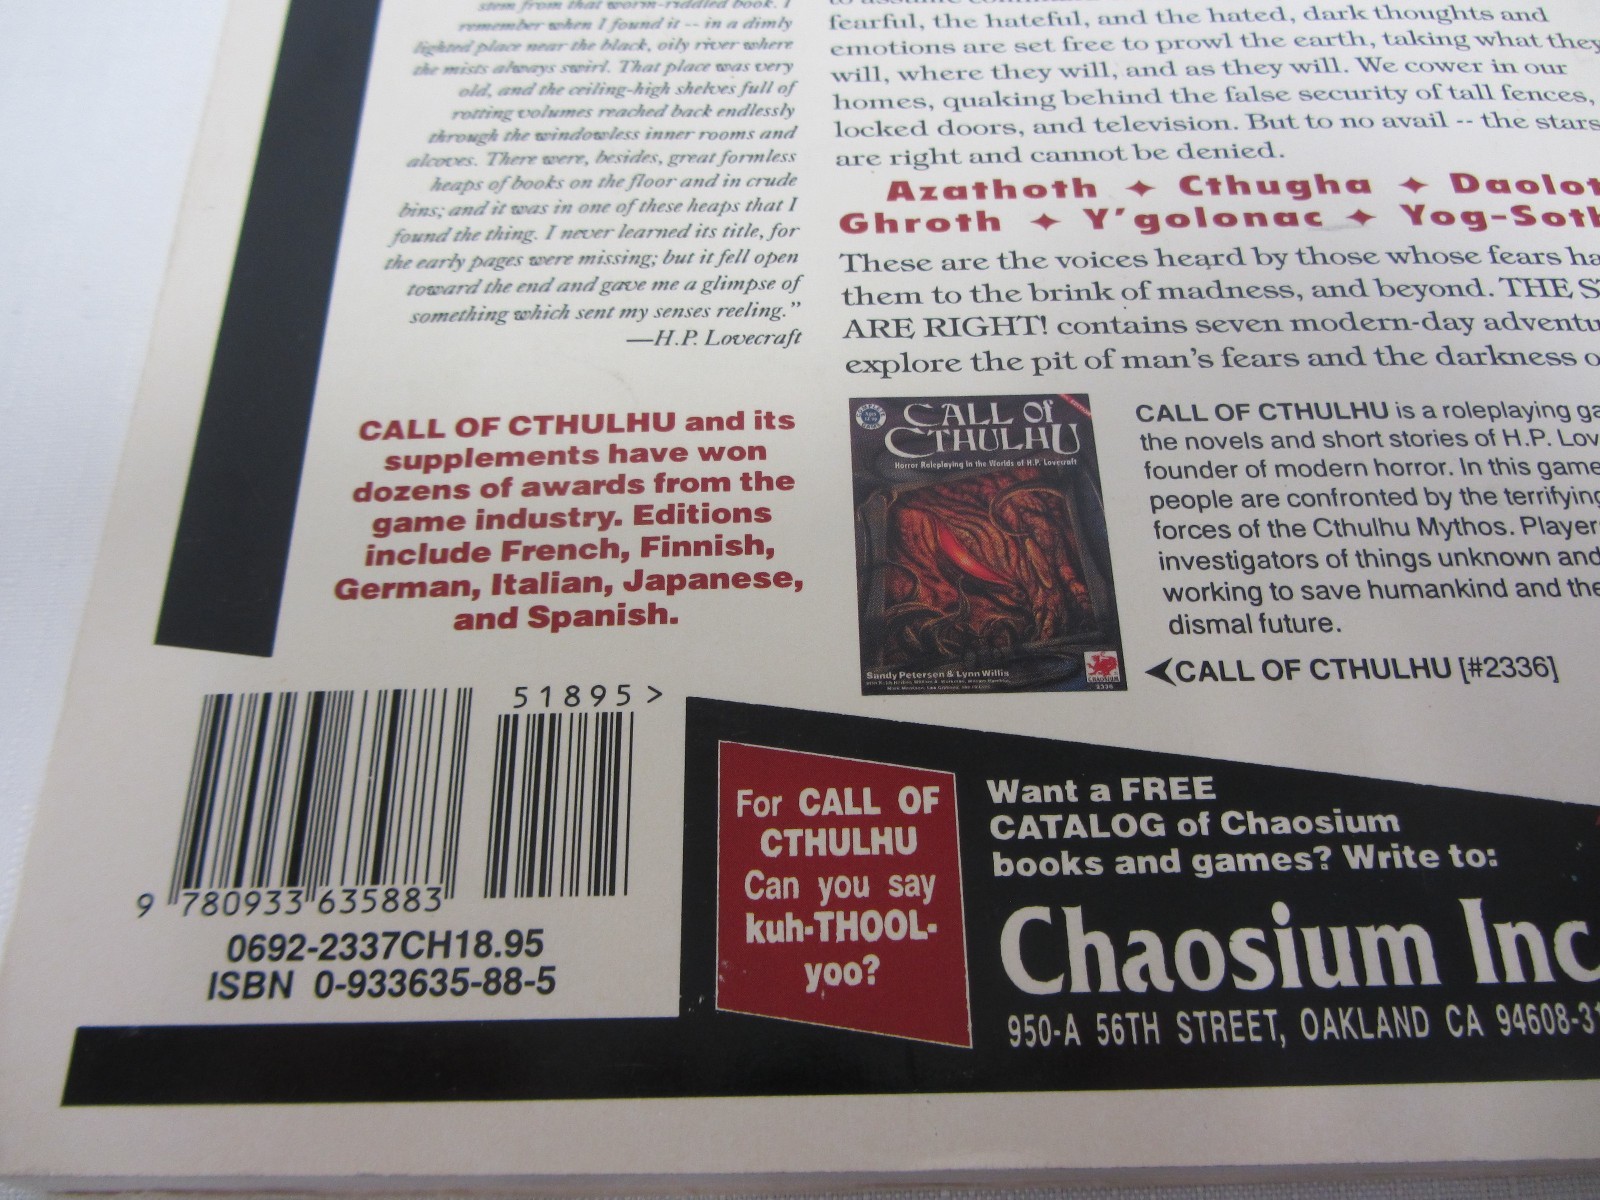 stem from that worm-riddled book. I
remember when I found it -- in a dimly
lighted place near the black, oily river where
the mists always swirl. That place was very
old, and the ceiling-high shelves full of
rotting volumes reached back endlessly
through the windowless inner rooms and
alcoves. There were, besides, great formless
heaps of books on the floor and in crude
bins; and it was in one of these heaps that I
found the thing. I never learned its title, for
the early pages were missing; but it fell open
toward the end and gave me a glimpse of
something which sent my senses reeling."
—H.P. Lovecraft
CALL OF CTHULHU and its
supplements have won
dozens of awards from the
game industry. Editions
include French, Finnish,
German, Italian, Japanese,
and Spanish.
fearful, the hateful, and the hated, dark thoughts and
emotions are set free to prowl the earth, taking what they
will, where they will, and as they will. We cower in our
homes, quaking behind the false security of tall fences,
locked doors, and television. But to no avail -- the stars
are right and cannot be denied.
Azathoth ✦ Cthugha ✦ Daolot
Ghroth ✦ Y'golonac ✦ Yog-Soth
These are the voices heard by those whose fears ha
them to the brink of madness, and beyond. THE S
ARE RIGHT! contains seven modern-day adventu
explore the pit of man's fears and the darkness o
COMPLETE
GAME
CALL OF
CTHULHU
Horror Roleplaying in the Worlds of H.P. Lovecraft
Sandy Petersen & Lynn Willis
CHAOSIUM
2336
CALL OF CTHULHU is a roleplaying ga
the novels and short stories of H.P. Lov
founder of modern horror. In this game
people are confronted by the terrifying
forces of the Cthulhu Mythos. Player
investigators of things unknown and
working to save humankind and the
dismal future.
CALL OF CTHULHU [#2336]
51895 >
9 780933 635883
0692-2337CH18.95
ISBN 0-933635-88-5
For CALL OF
CTHULHU
Can you say
kuh-THOOL-
yoo?
Want a FREE
CATALOG of Chaosium
books and games? Write to:
Chaosium Inc
950-A 56TH STREET, OAKLAND CA 94608-31